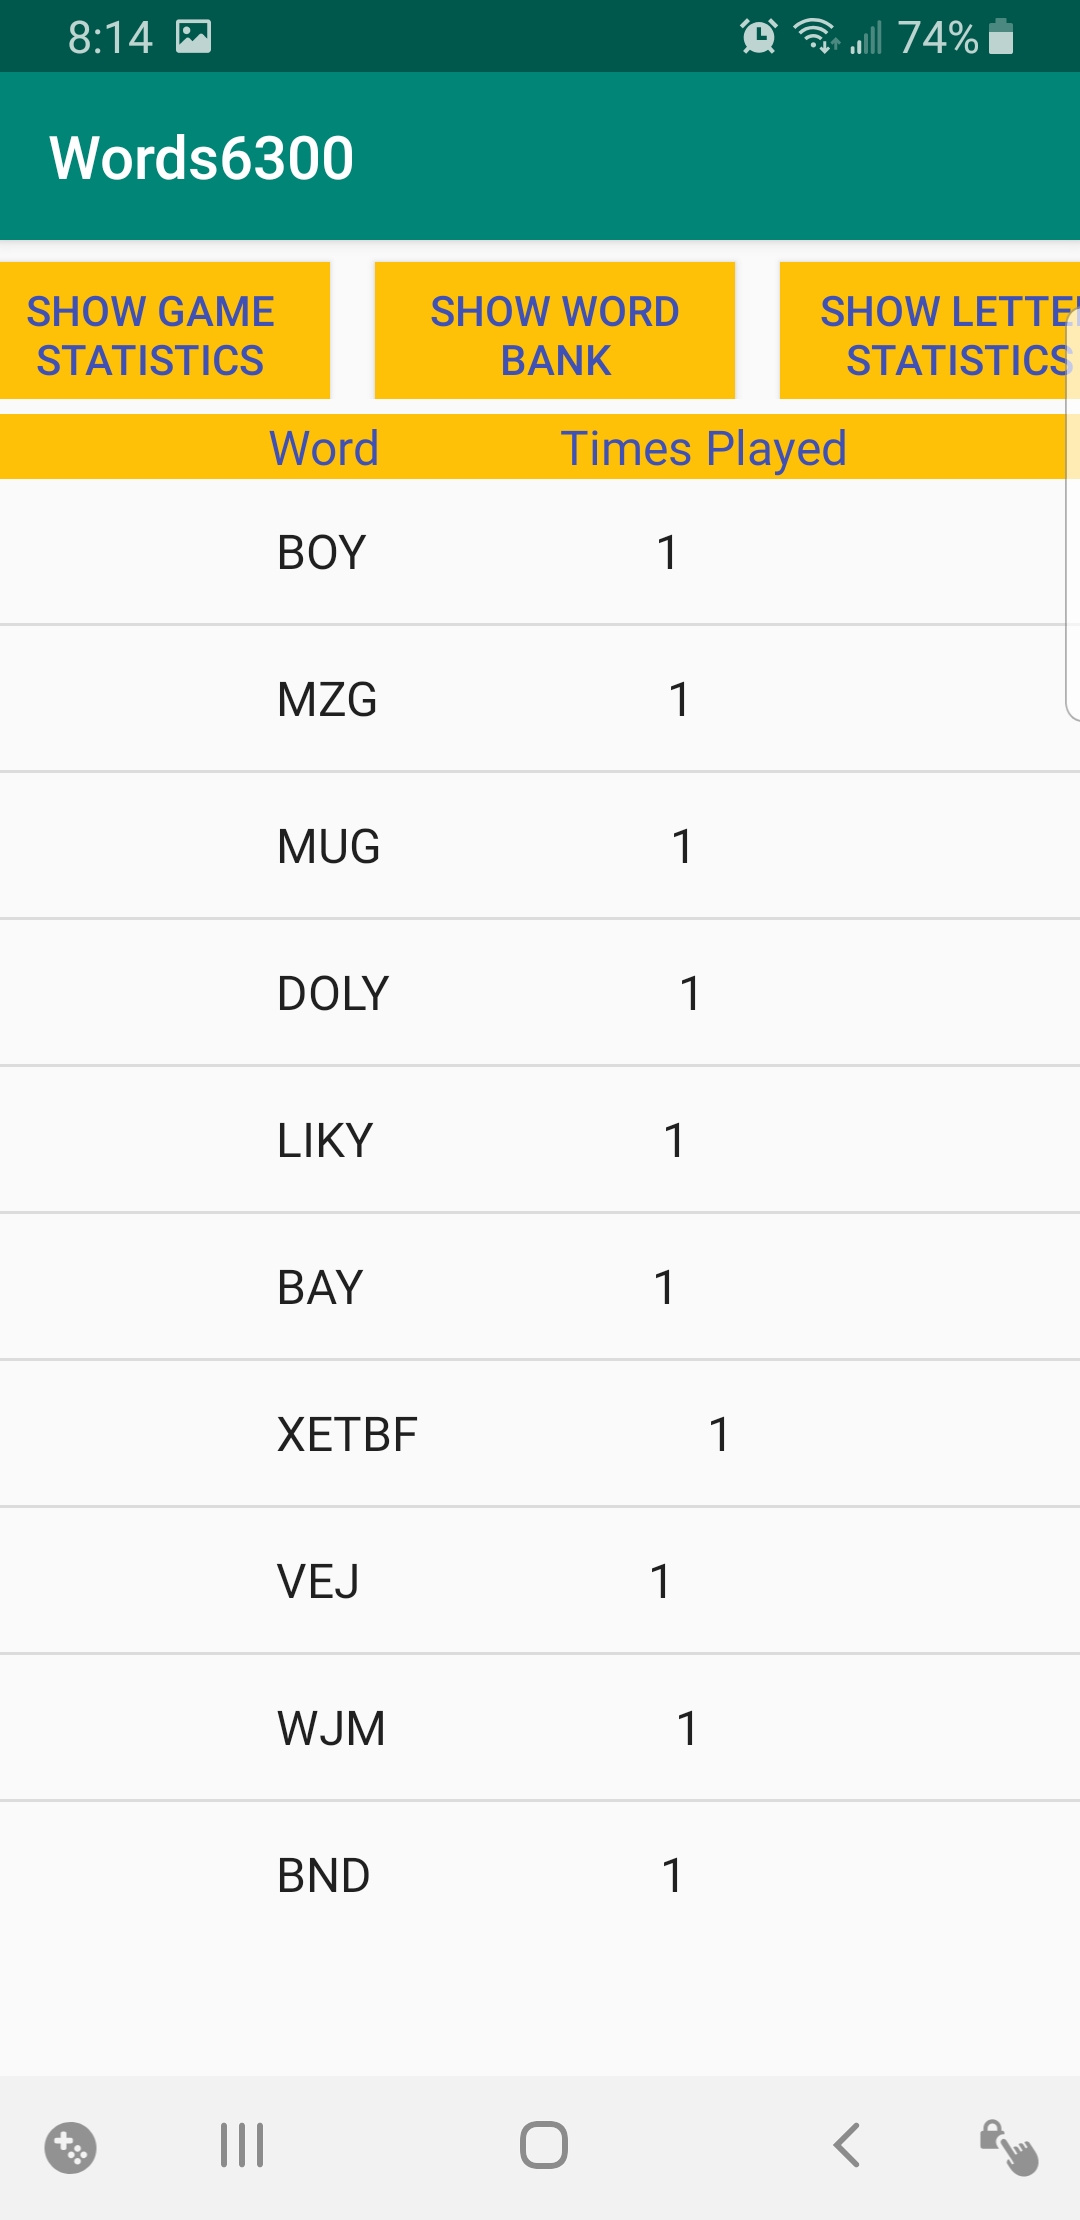 8:14 74%
Words6300
SHOW GAME
STATISTICS
SHOW WORD
BANK
SHOW LETTE
STATISTICS
Word Times Played
BOY 1
MZG 1
MUG 1
DOLY 1
LIKY 1
BAY 1
XETBF 1
VEJ 1
WJM 1
BND 1